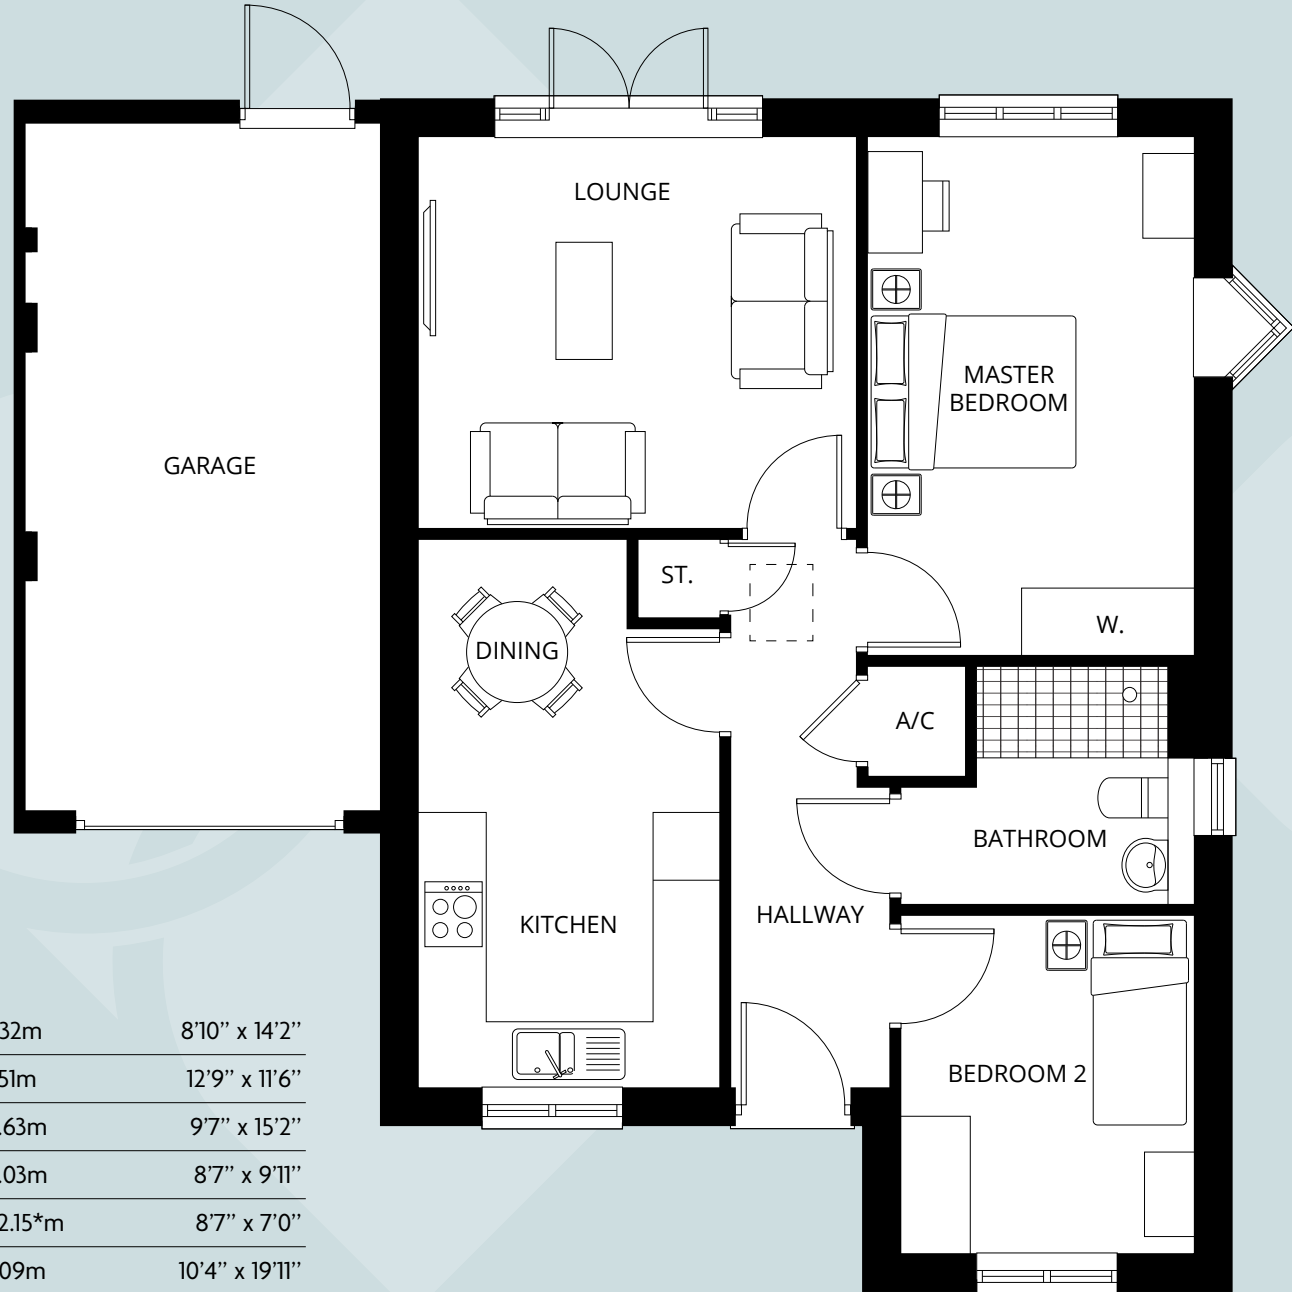 LOUNGE
MASTER
BEDROOM
GARAGE
ST.
W.
DINING
A/C
BATHROOM
HALLWAY
KITCHEN
BEDROOM 2
32m 8'10’’ x 14’2’’
51m 12’9’’ x 11’6’’
.63m 9’7’’ x 15’2’’
.03m 8’7’’ x 9’11’’
2.15*m 8’7’’ x 7’0’’
09m 10’4’’ x 19’11’’